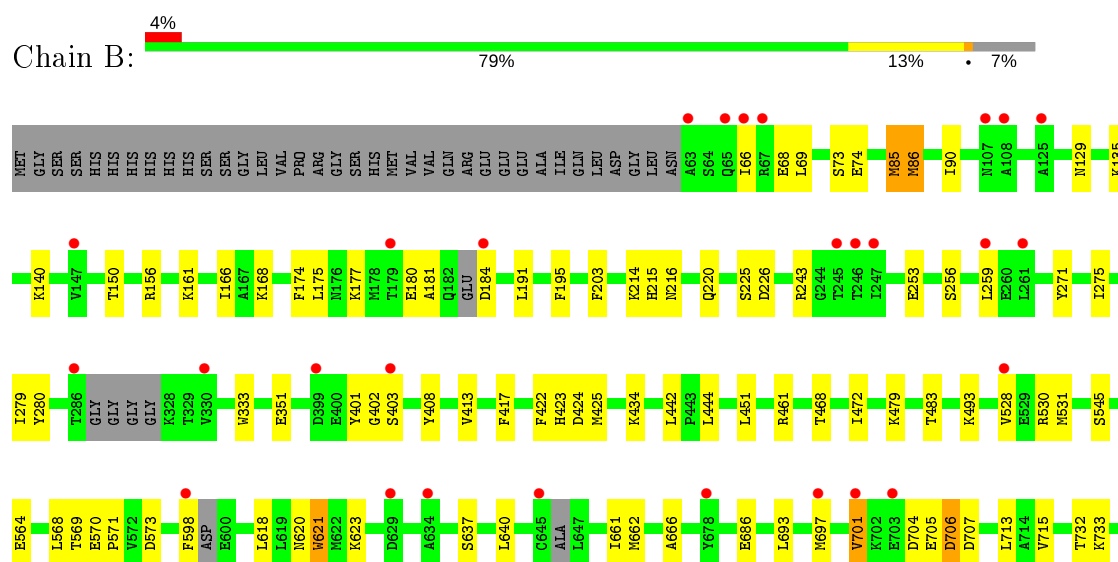 4%
Chain B:
79% 13% • 7%
MET GLY SER SER HIS HIS HIS HIS HIS HIS SER SER GLY LEU VAL PRO ARG GLY SER HIS MET VAL VAL GLN ARG GLU GLU GLU ALA ILE GLN LEU ASP GLY LEU ASN A63 S64 Q65 I66 R67 E68 L69 S73 E74 M85 M86 I90 N107 A108 A125 N129 K135
K140 V147 T150 R156 K161 I166 A167 K168 F174 L175 N176 K177 M178 T179 E180 A181 Q182 GLU D184 L191 F195 F203 K214 H215 N216 Q220 S225 D226 R243 G244 T245 T246 I247 E253 S256 L259 E260 L261 Y271 I275
I279 Y280 T286 GLY GLY GLY GLY K328 T329 V330 W333 E351 D399 E400 Y401 G402 S403 Y408 V413 F417 F422 H423 D424 M425 K434 L442 P443 L444 L451 R461 T468 I472 K479 T483 K493 V528 E529 R530 M531 S545
E564 L568 T569 E570 P571 V572 D573 F598 ASP E600 L618 L619 N620 W621 M622 K623 D629 A634 S637 L640 C645 ALA L647 I661 M662 A666 Y678 E686 L693 M697 V701 K702 E703 D704 E705 D706 D707 L713 A714 V715 T732 K733